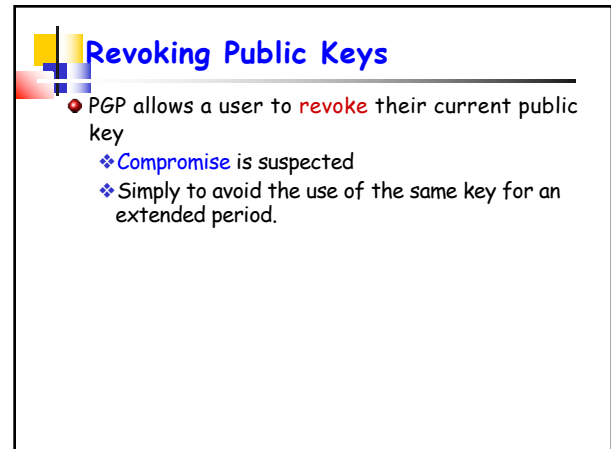 Revoking Public Keys
PGP allows a user to revoke their current public
key
Compromise is suspected
Simply to avoid the use of the same key for an
extended period.